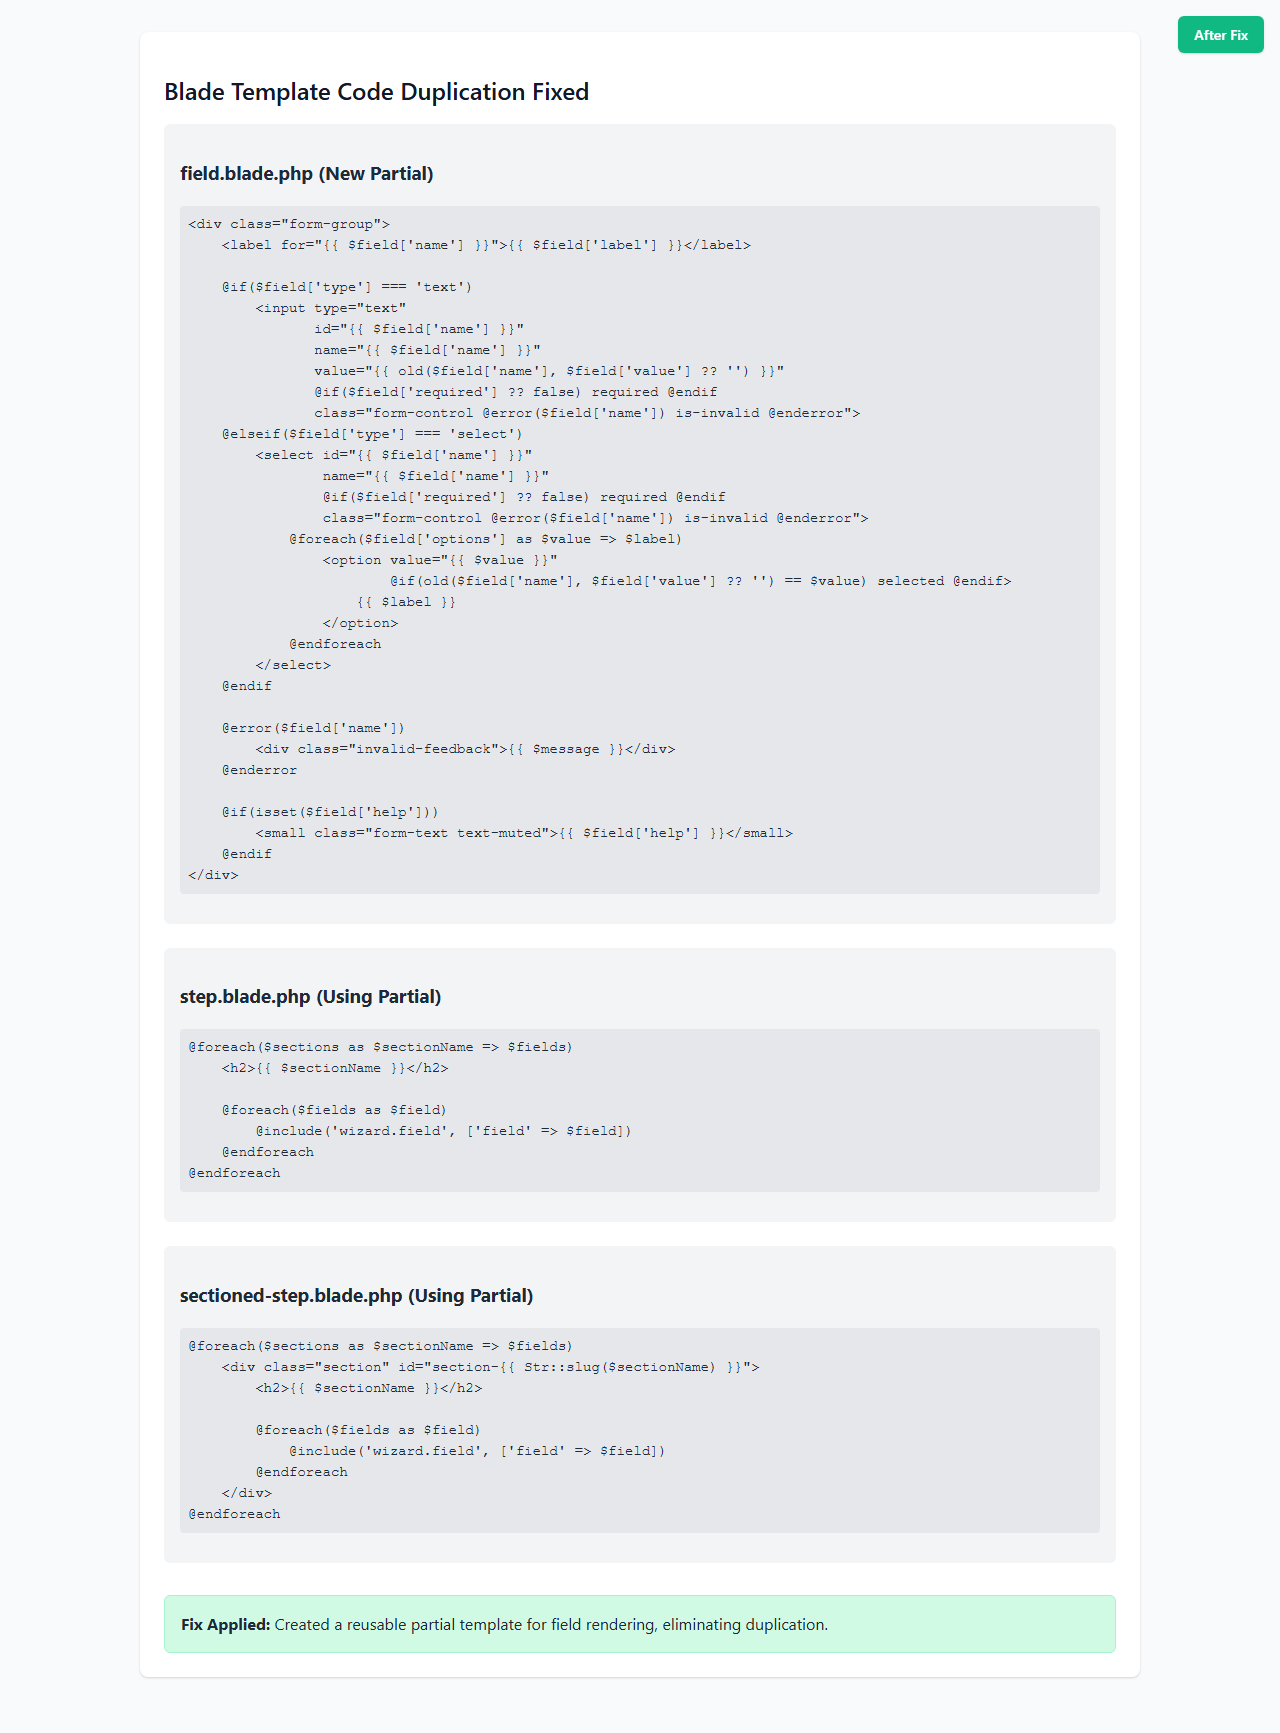 After Fix
Blade Template Code Duplication Fixed
field.blade.php (New Partial)
<div class="form-group">
    <label for="{{ $field['name'] }}">{{ $field['label'] }}</label>

    @if($field['type'] === 'text')
        <input type="text"
               id="{{ $field['name'] }}"
               name="{{ $field['name'] }}"
               value="{{ old($field['name'], $field['value'] ?? '') }}"
               @if($field['required'] ?? false) required @endif
               class="form-control @error($field['name']) is-invalid @enderror">
    @elseif($field['type'] === 'select')
        <select id="{{ $field['name'] }}"
                name="{{ $field['name'] }}"
                @if($field['required'] ?? false) required @endif
                class="form-control @error($field['name']) is-invalid @enderror">
            @foreach($field['options'] as $value => $label)
                <option value="{{ $value }}"
                        @if(old($field['name'], $field['value'] ?? '') == $value) selected @endif>
                    {{ $label }}
                </option>
            @endforeach
        </select>
    @endif

    @error($field['name'])
        <div class="invalid-feedback">{{ $message }}</div>
    @enderror

    @if(isset($field['help']))
        <small class="form-text text-muted">{{ $field['help'] }}</small>
    @endif
</div>
step.blade.php (Using Partial)
@foreach($sections as $sectionName => $fields)
    <h2>{{ $sectionName }}</h2>

    @foreach($fields as $field)
        @include('wizard.field', ['field' => $field])
    @endforeach
@endforeach
sectioned-step.blade.php (Using Partial)
@foreach($sections as $sectionName => $fields)
    <div class="section" id="section-{{ Str::slug($sectionName) }}">
        <h2>{{ $sectionName }}</h2>

        @foreach($fields as $field)
            @include('wizard.field', ['field' => $field])
        @endforeach
    </div>
@endforeach
Fix Applied: Created a reusable partial template for field rendering, eliminating duplication.